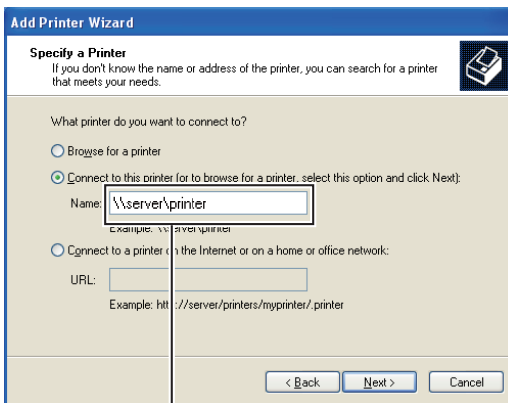 Add Printer Wizard
Specify a Printer
If you don't know the name or address of the printer, you can search for a printer
that meets your needs.
What printer do you want to connect to?
Browse for a printer
Connect to this printer (or to browse for a printer, select this option and click Next):
Name: \\server\printer
Example: \\server\printer
Connect to a printer on the Internet or on a home or office network:
URL:
Example: http://server/printers/myprinter/.printer
< Back Next > Cancel